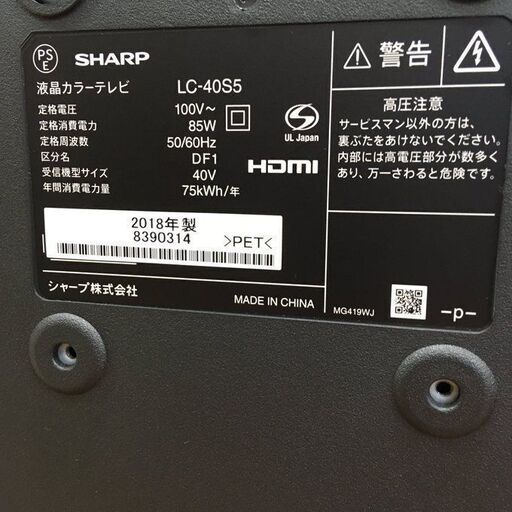 PS
E
SHARP
液晶カラーテレビ LC-40S5
定格電圧 100V～
定格消費電力 85W
定格周波数 50/60Hz
区分名 DF1
受信機型サイズ 40V
年間消費電力量 75kWh/年
S
UL Japan
HDMI
2018年製
8390314
>PET<
シャープ株式会社
MADE IN CHINA
警告
高圧注意
サービスマン以外の方は、
裏ぶたをあけないでください。
内部には高電圧部分が数多く
あり、万一さわると危険です。
MG419WJ
-p-